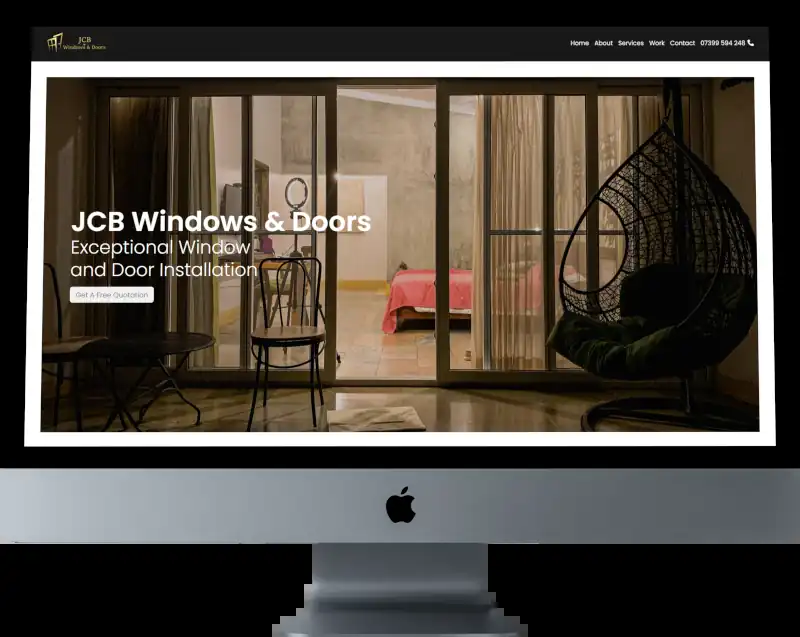 JCB
Windows & Doors
Home About Services Work Contact 07399 594 248
JCB Windows & Doors
Exceptional Window
and Door Installation
Get A Free Quotation